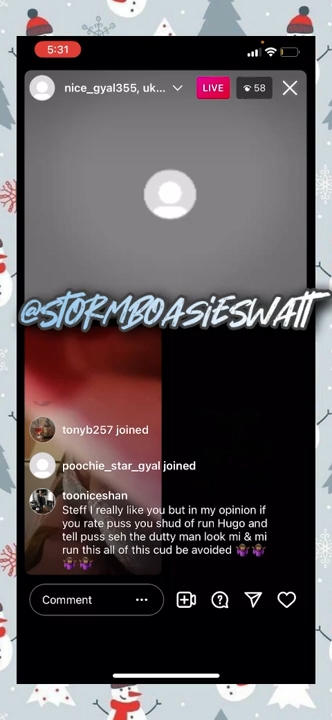 5:31
nice_gyal355, uk...
LIVE
58
@STORMBOASIESWATT
tonyb257 joined
poochie_star_gyal joined
tooniceshan
Steff I really like you but in my opinion if
you rate puss you shud of run Hugo and
tell puss seh the dutty man look mi & mi
run this all of this cud be avoided 🤷🏾‍♀️🤷🏾‍♀️
🤷🏾‍♀️🤷🏾‍♀️
Comment ...